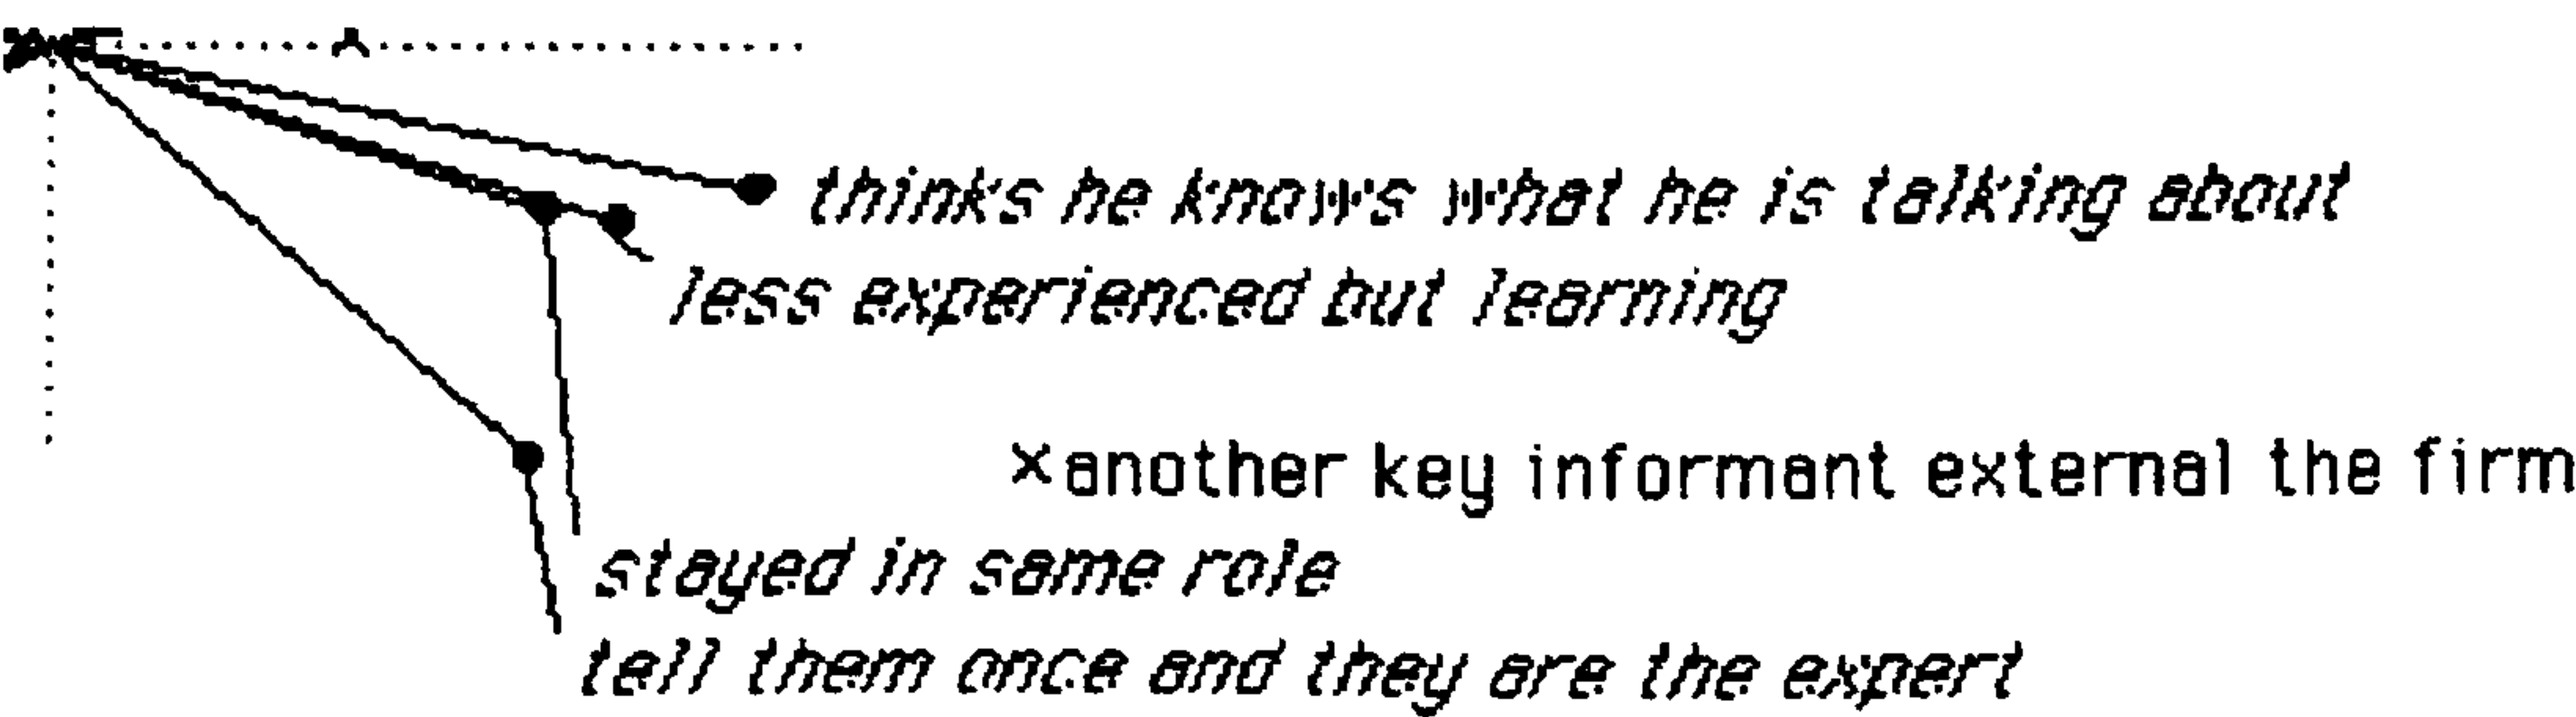 thinks he knows what he is talking about
less experienced but learning
×another key informant external the firm
stayed in same role
tell them once and they are the expert